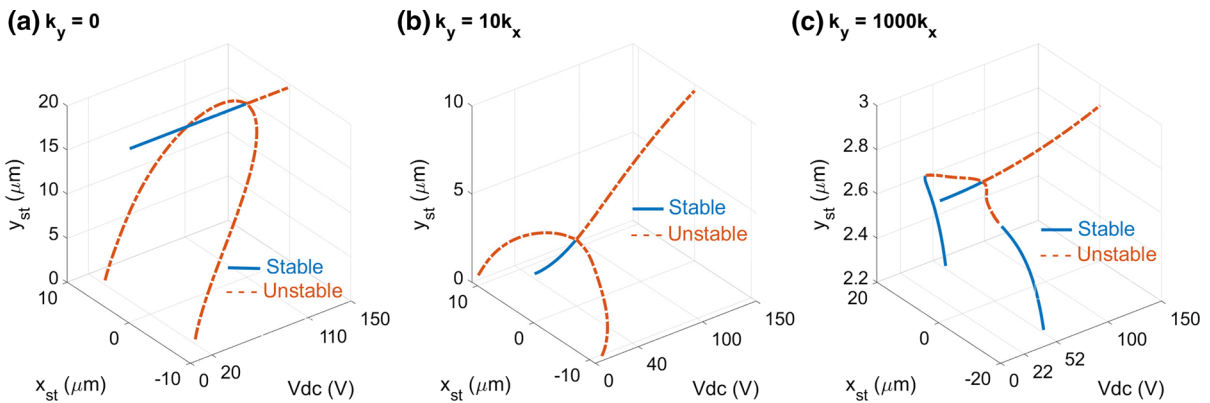 (a) k_y = 0
y_st (μm)
20
15
10
5
0
10
0
-10
x_st (μm)
0
20
110
150
Vdc (V)
Stable
Unstable
(b) k_y = 10k_x
10
5
0
10
0
-10
x_st (μm)
0
40
100
150
Vdc (V)
y_st (μm)
Stable
Unstable
(c) k_y = 1000k_x
y_st (μm)
3
2.8
2.6
2.4
2.2
20
0
-20
x_st (μm)
0
22
52
100
150
Vdc (V)
Stable
Unstable